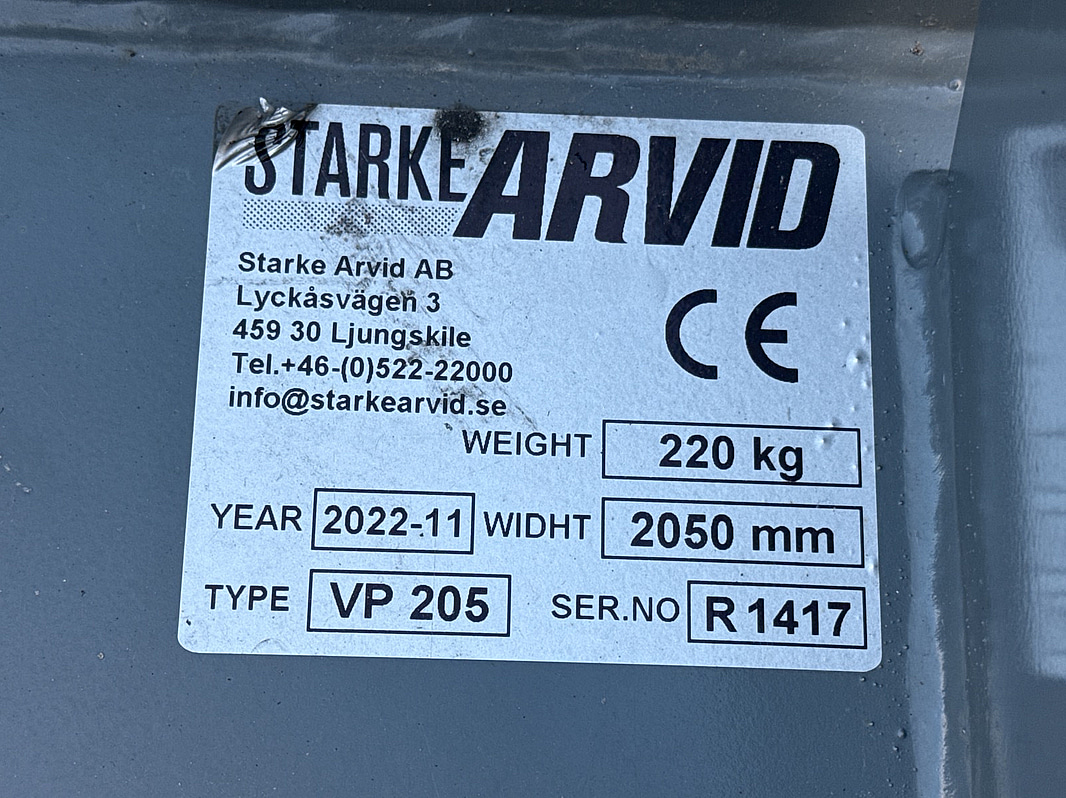 STARKE ARVID
Starke Arvid AB
Lyckåsvägen 3
459 30 Ljungskile
Tel.+46-(0)522-22000
info@starkearvid.se
CE
WEIGHT 220 kg
YEAR 2022-11 WIDHT 2050 mm
TYPE VP 205 SER.NO R 1417